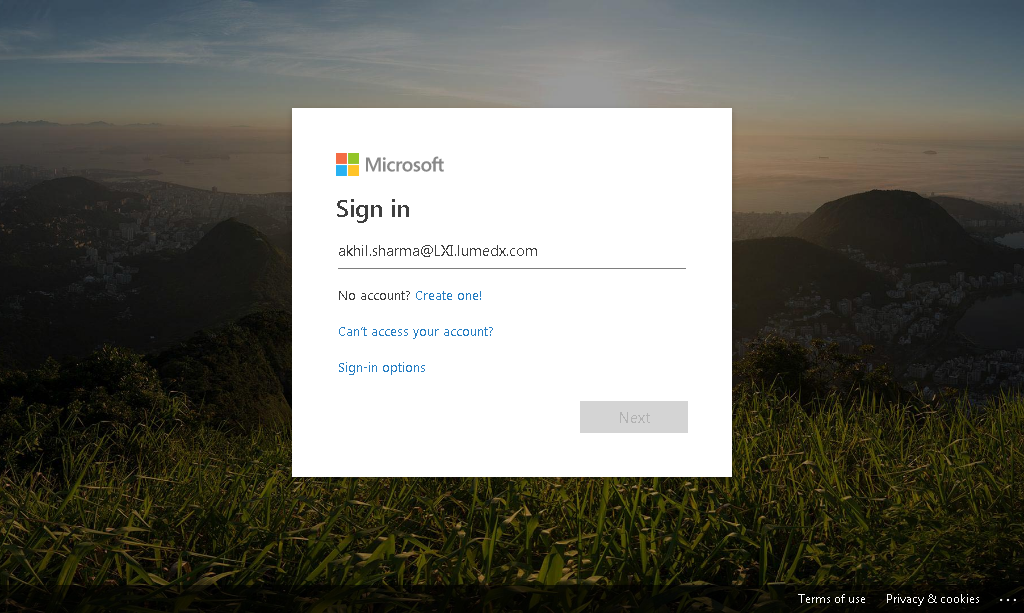 Microsoft
Sign in
akhil.sharma@LXI.lumedx.com
No account? Create one!
Can't access your account?
Sign-in options
Next
Terms of use Privacy & cookies ...